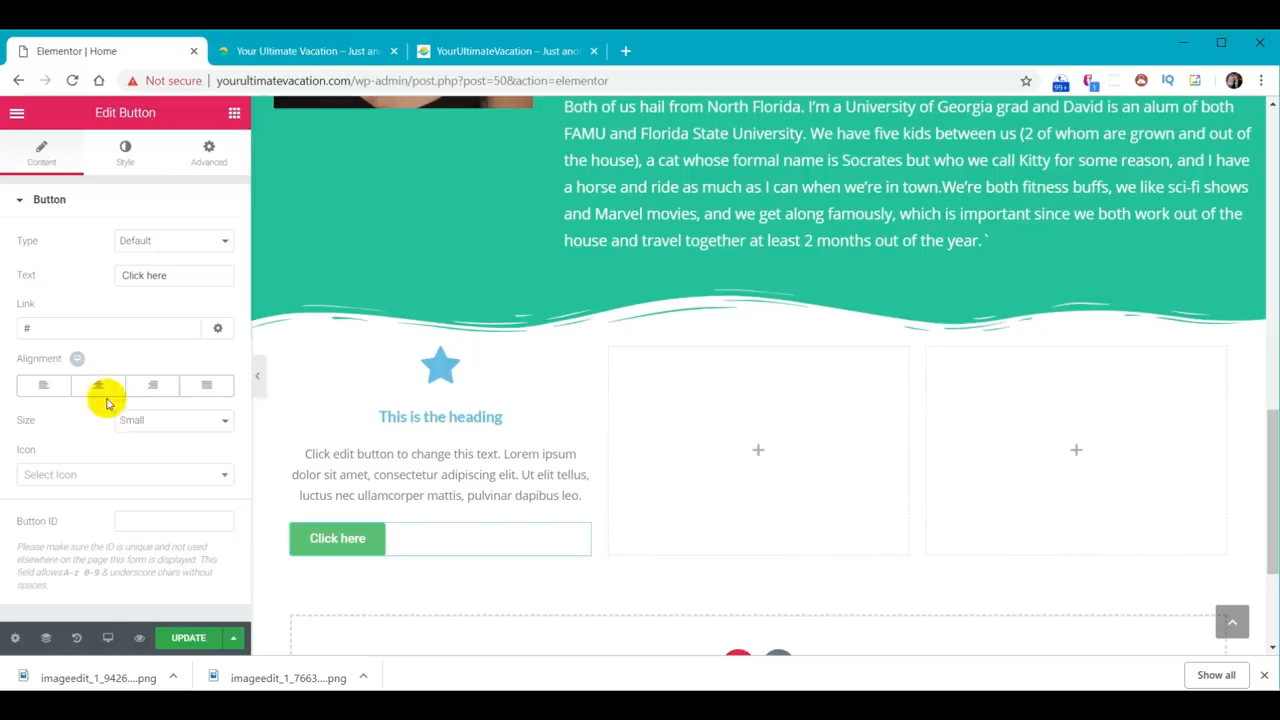 Elementor | Home
Your Ultimate Vacation – Just an
YourUltimateVacation – Just ano
Not secure
yourultimatevacation.com/wp-admin/post.php?post=50&action=elementor
99+
1
IQ
Edit Button
Content
Style
Advanced
Button
Type
Default
Text
Click here
Link
#
Alignment
Size
Small
Icon
Select Icon
Button ID
Please make sure the ID is unique and not used
elsewhere on the page this form is displayed. This
field allows A-z 0-9 & underscore chars without
spaces.
UPDATE
Both of us hail from North Florida. I'm a University of Georgia grad and David is an alum of both
FAMU and Florida State University. We have five kids between us (2 of whom are grown and out of
the house), a cat whose formal name is Socrates but who we call Kitty for some reason, and I have
a horse and ride as much as I can when we're in town.We're both fitness buffs, we like sci-fi shows
and Marvel movies, and we get along famously, which is important since we both work out of the
house and travel together at least 2 months out of the year. `
This is the heading
Click edit button to change this text. Lorem ipsum
dolor sit amet, consectetur adipiscing elit. Ut elit tellus,
luctus nec ullamcorper mattis, pulvinar dapibus leo.
Click here
imageedit_1_9426....png
imageedit_1_7663....png
Show all